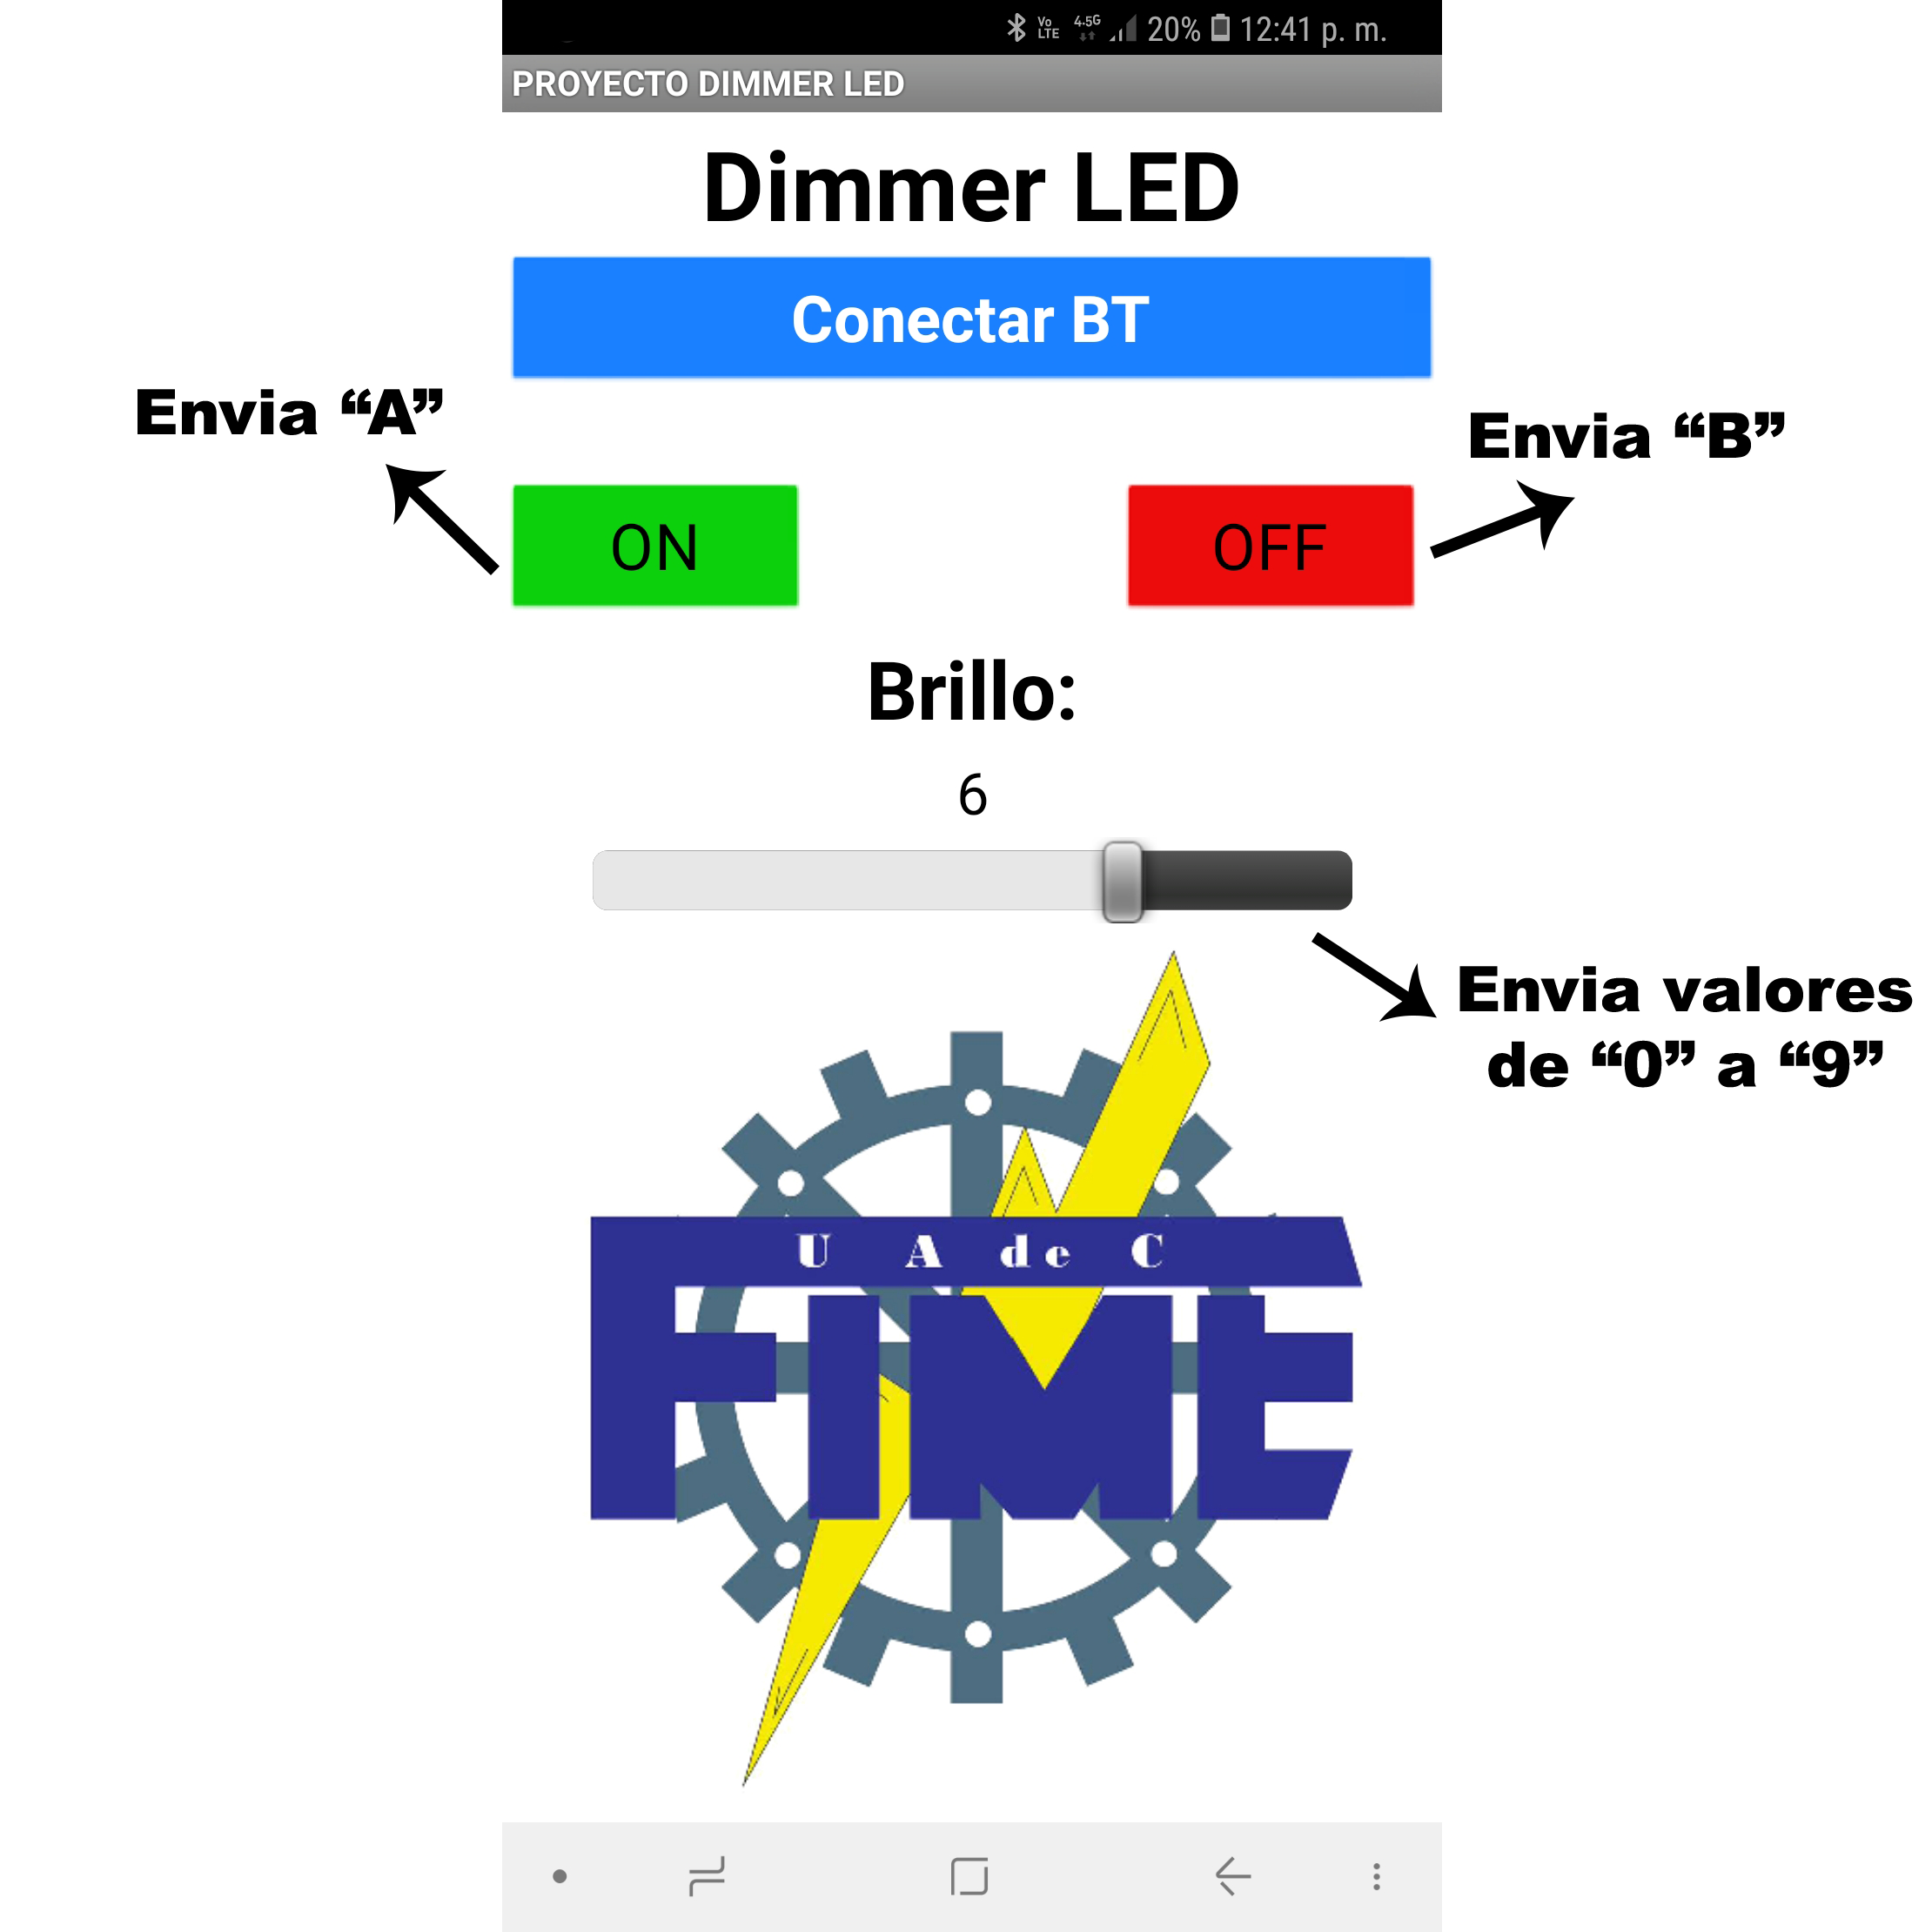 Vo LTE 4.5G 20% 12:41 p. m.
PROYECTO DIMMER LED
Dimmer LED
Conectar BT
Envia “A”
Envia “B”
ON
OFF
Brillo:
6
Envia valores
de “0” a “9”
U A de C
FIME